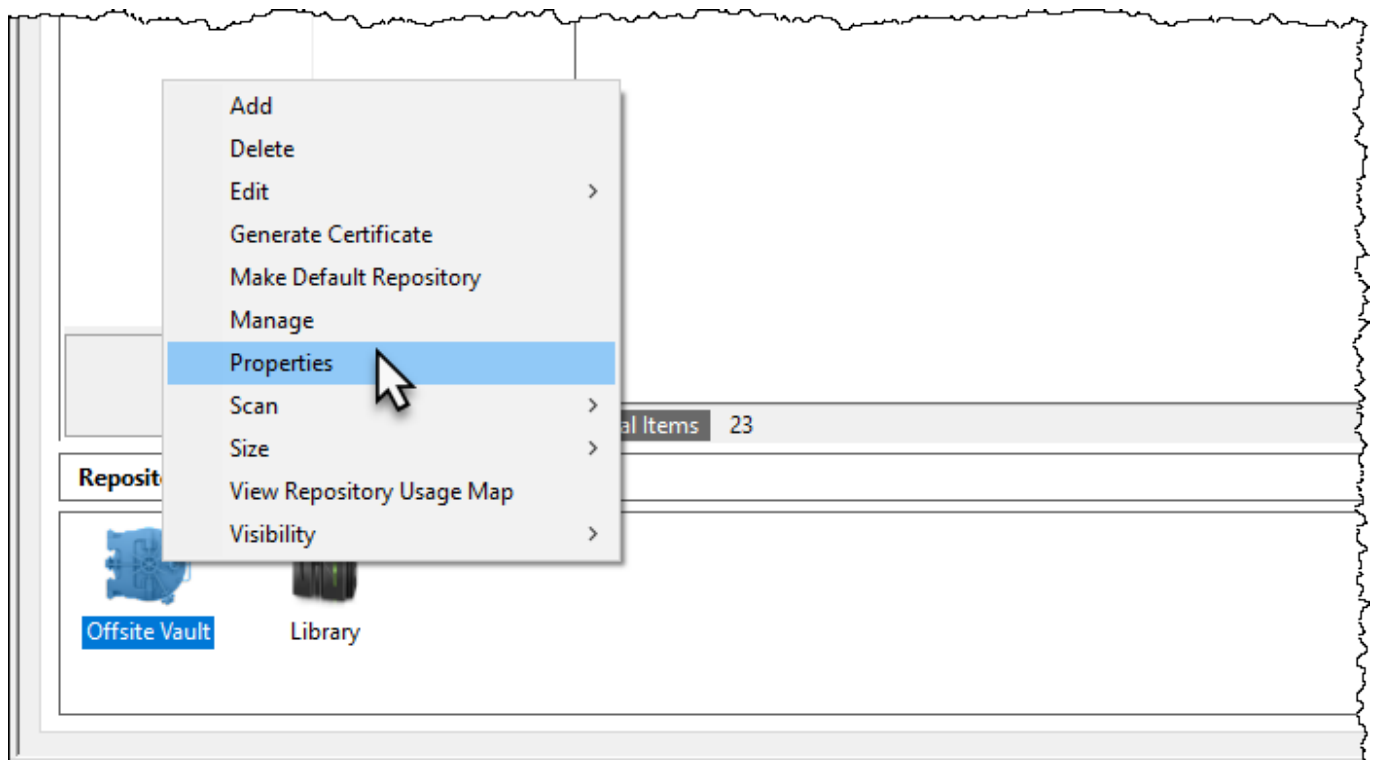 Add
Delete
Edit
Generate Certificate
Make Default Repository
Manage
Properties
Scan
al Items 23
Size
Reposit
View Repository Usage Map
Visibility
Offsite Vault Library